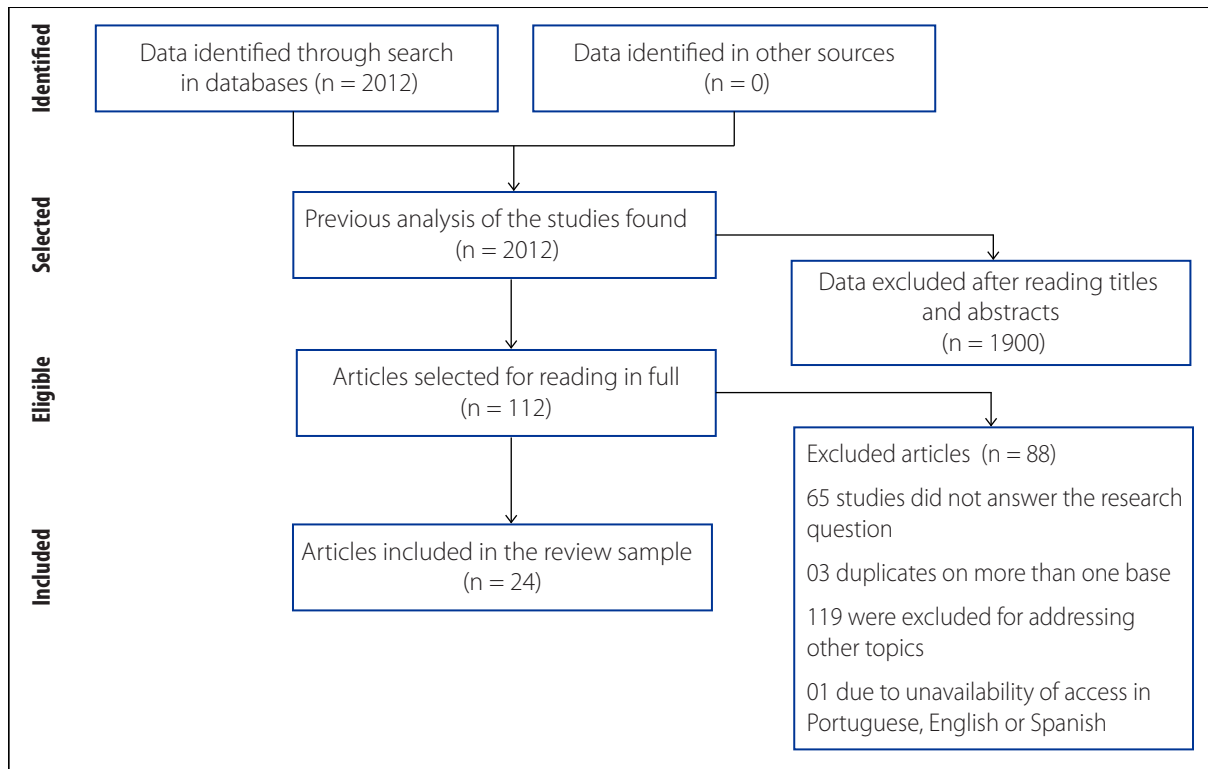 Identified
Data identified through search
in databases (n = 2012)
Data identified in other sources
(n = 0)
Selected
Previous analysis of the studies found
(n = 2012)
Data excluded after reading titles
and abstracts
(n = 1900)
Eligible
Articles selected for reading in full
(n = 112)
Excluded articles (n = 88)
65 studies did not answer the research
question
03 duplicates on more than one base
119 were excluded for addressing
other topics
01 due to unavailability of access in
Portuguese, English or Spanish
Included
Articles included in the review sample
(n = 24)